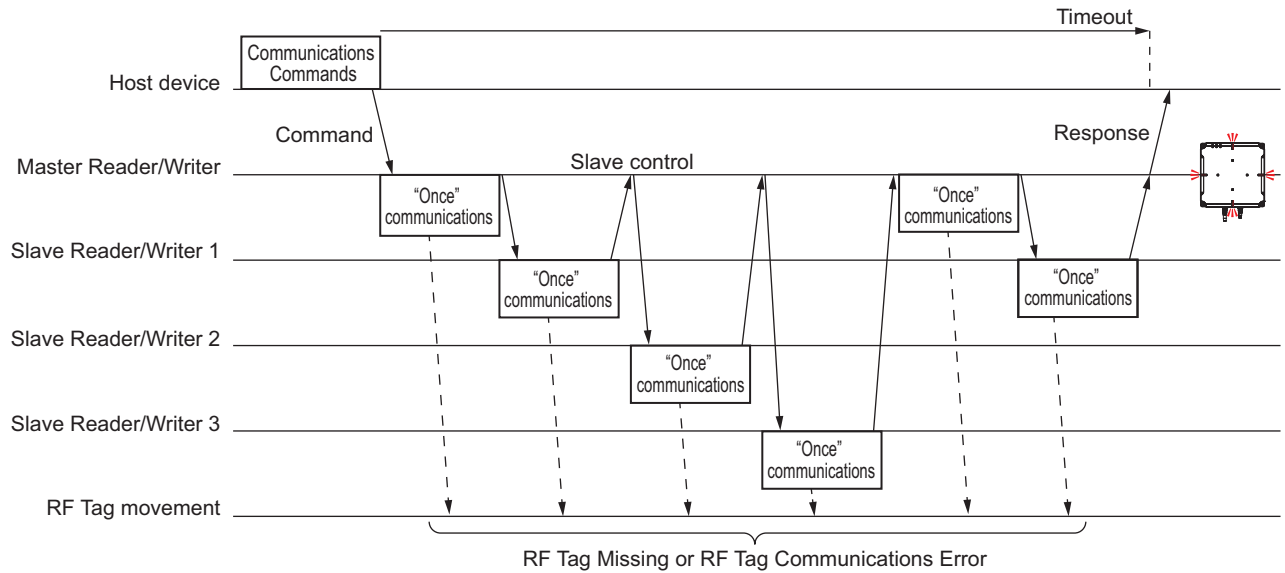 Timeout
Communications
Commands
Host device
Command
Response
Master Reader/Writer
Slave control
“Once”
communications
“Once”
communications
Slave Reader/Writer 1
“Once”
communications
“Once”
communications
Slave Reader/Writer 2
“Once”
communications
Slave Reader/Writer 3
“Once”
communications
RF Tag movement
RF Tag Missing or RF Tag Communications Error